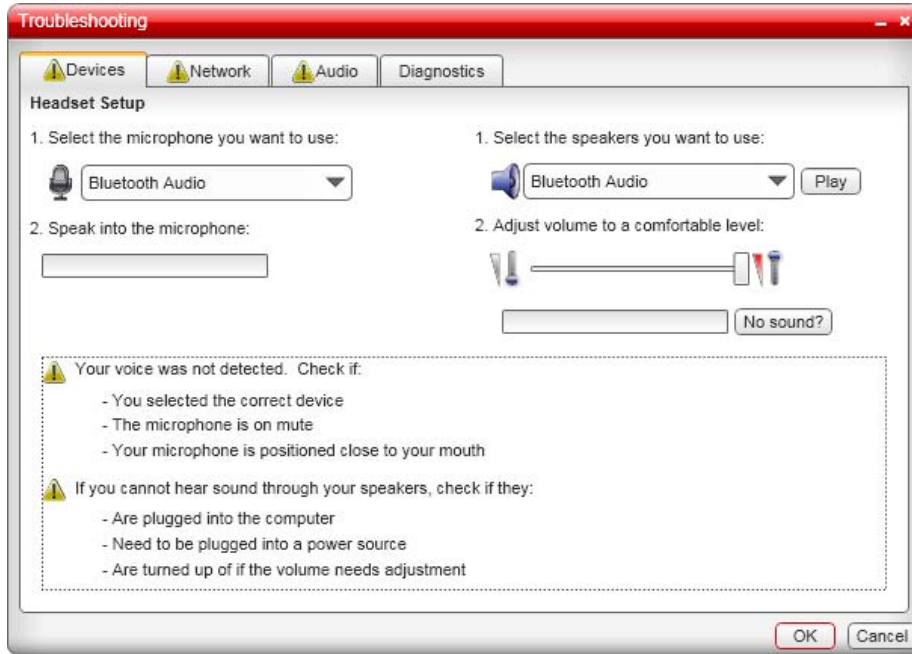 Troubleshooting
Devices
Network
Audio
Diagnostics
Headset Setup
1. Select the microphone you want to use:
Bluetooth Audio
2. Speak into the microphone:
1. Select the speakers you want to use:
Bluetooth Audio
Play
2. Adjust volume to a comfortable level:
No sound?
Your voice was not detected. Check if:
- You selected the correct device
- The microphone is on mute
- Your microphone is positioned close to your mouth
If you cannot hear sound through your speakers, check if they:
- Are plugged into the computer
- Need to be plugged into a power source
- Are turned up of if the volume needs adjustment
OK
Cancel